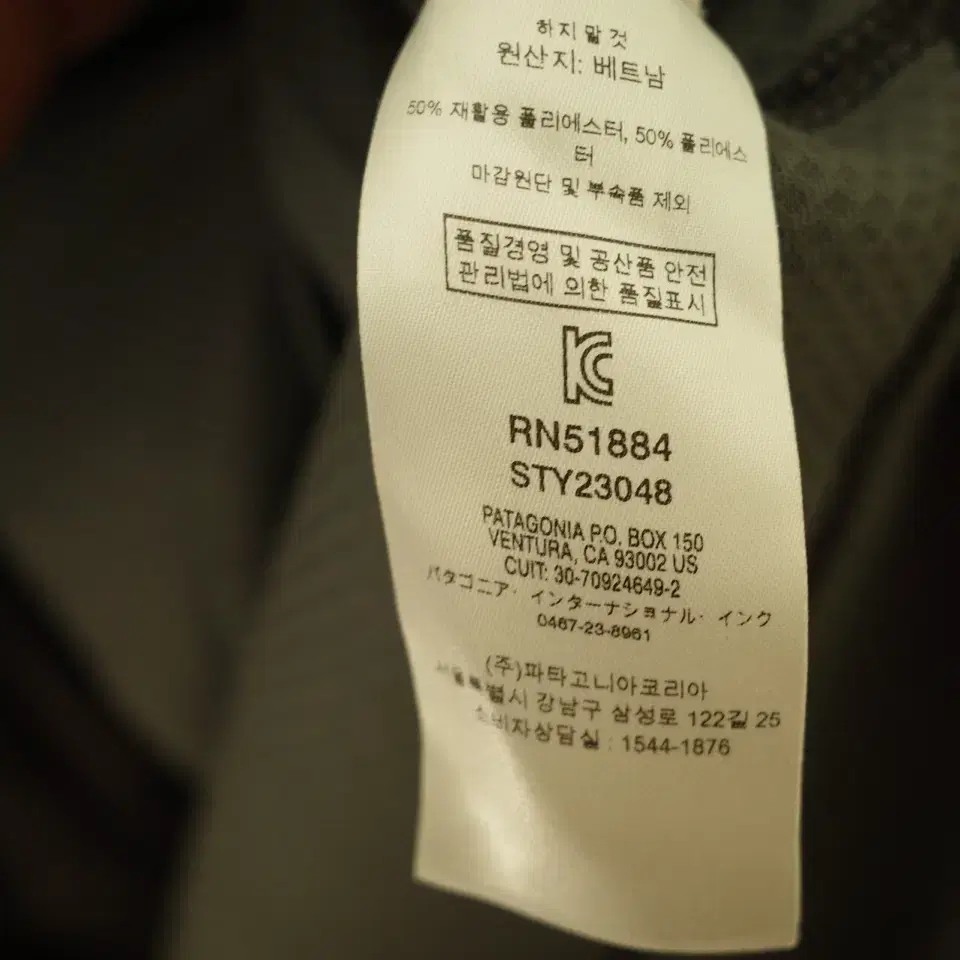 하지 말 것
원산지: 베트남
50% 재활용 폴리에스터, 50% 폴리에스
터
마감원단 및 부속품 제외
품질경영 및 공산품 안전
관리법에 의한 품질표시
KC
RN51884
STY23048
PATAGONIA P.O. BOX 150
VENTURA, CA 93002 US
CUIT: 30-70924649-2
パタゴニア・インターナショナル・インク
0467-23-8961
(주)파타고니아코리아
서울특별시 강남구 삼성로 122길 25
소비자상담실 : 1544-1876